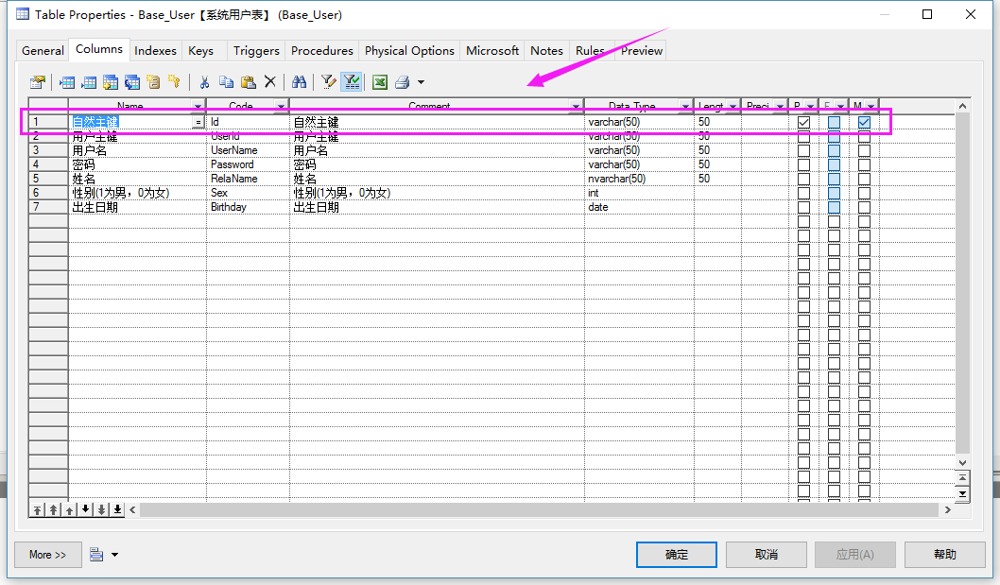 Table Properties - Base_User【系统用户表】 (Base_User)
General Columns Indexes Keys Triggers Procedures Physical Options Microsoft Notes Rules Preview
Name Code Comment Data Type Lengt Preci P F M
1 自然主键 = Id 自然主键 varchar(50) 50
2 用户主键 UserId 用户主键 varchar(50) 50
3 用户名 UserName 用户名 varchar(50) 50
4 密码 Password 密码 varchar(50) 50
5 姓名 RelaName 姓名 nvarchar(50) 50
6 性别(1为男，0为女) Sex 性别(1为男，0为女) int
7 出生日期 Birthday 出生日期 date
More >> 确定 取消 应用(A) 帮助